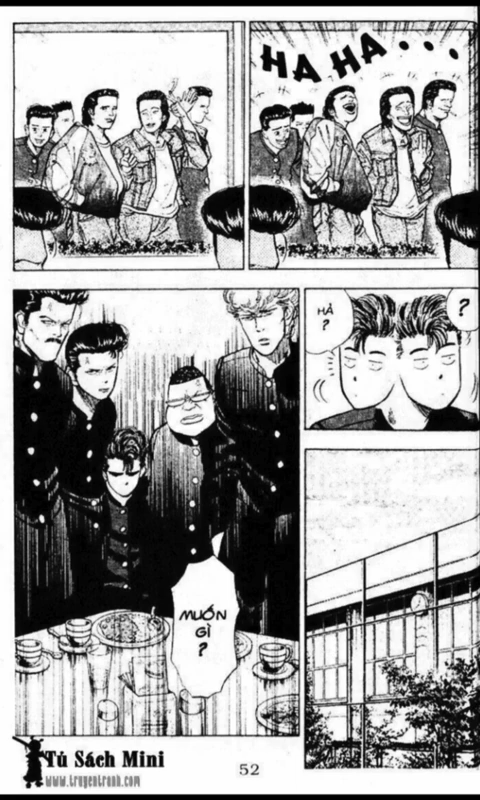 HA HA...
HẢ
?
?
MUỐN
GÌ
?
Tủ Sách Mini
www.truyentranh.com
52